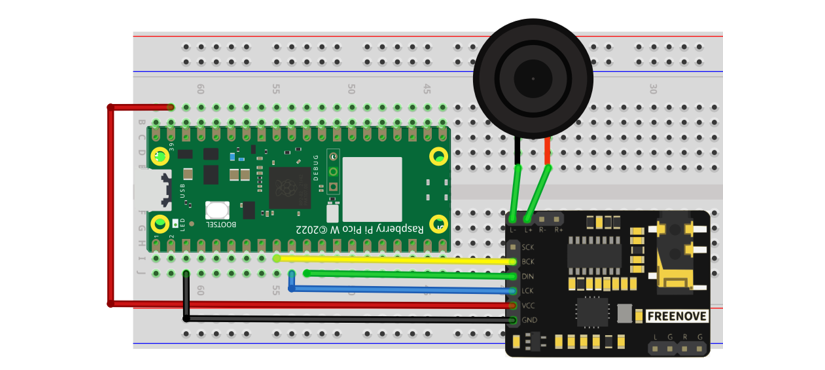 60
55
50
45
30
B
C
D
39
USB
DEBUG
LED
BOOTSEL
Raspberry Pi Pico W ©2022
G
H
I
J
60
55
50
L- L+ R- R+
SCK
BCK
DIN
LCK
VCC
GND
FREENOVE
L G R G